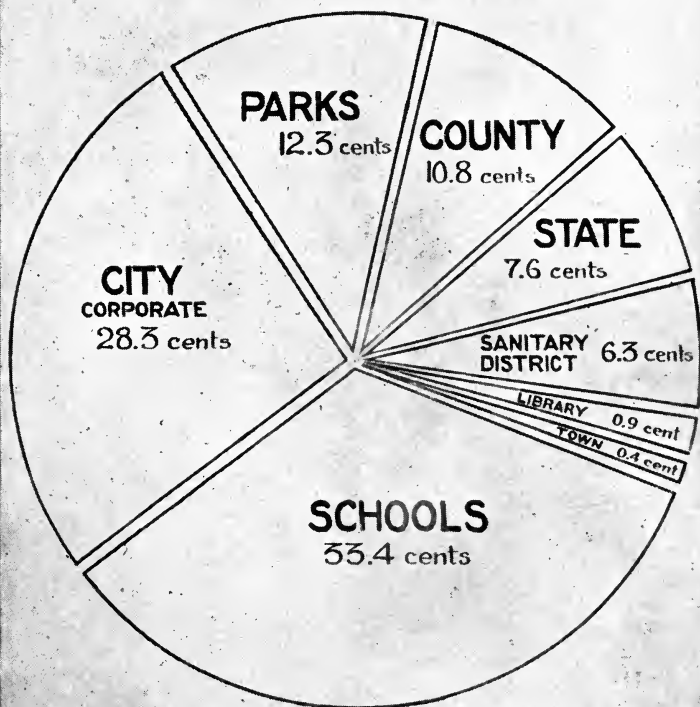 PARKS
12.3 cents
COUNTY
10.8 cents
STATE
7.6 cents
CITY
CORPORATE
28.3 cents
SANITARY
DISTRICT 6.3 cents
LIBRARY 0.9 cent
TOWN 0.4 cent
SCHOOLS
33.4 cents